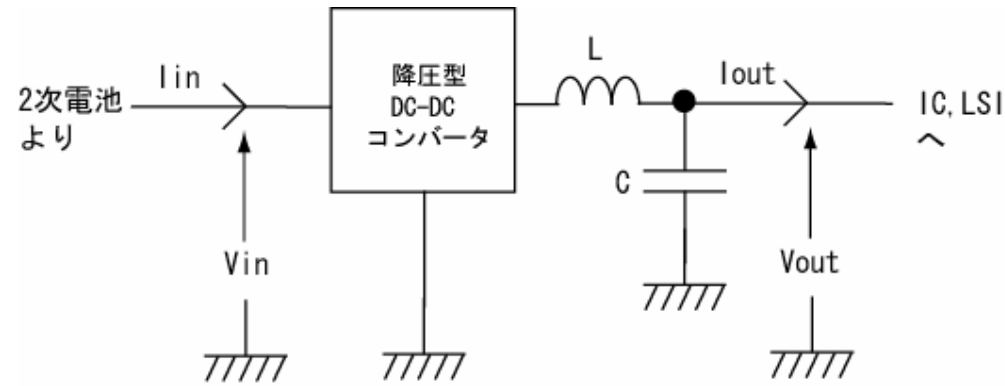 2次電池
より
Iin
Vin
降圧型
DC-DC
コンバータ
L
C
Iout
Vout
IC, LSI
へ